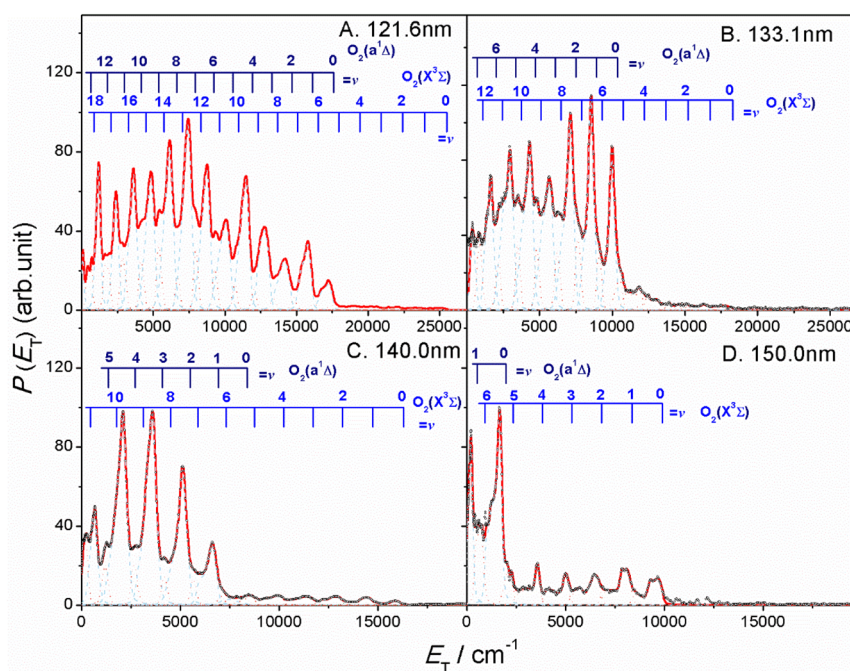 A. 121.6nm
12 10 8 6 4 2 0 O₂(a¹Δ)
=v O₂(X³Σ)
18 16 14 12 10 8 6 4 2 0
=v
120
80
40
0
5000 10000 15000 20000 25000
B. 133.1nm
6 4 2 0 O₂(a¹Δ)
=v
12 10 8 6 4 2 0
=v O₂(X³Σ)
5000 10000 15000 20000 25000
P(E_T) (arb.unit)
C. 140.0nm
5 4 3 2 1 0
=v O₂(a¹Δ)
10 8 6 4 2 0 O₂(X³Σ)
=v
120
80
40
0
0 5000 10000 15000
D. 150.0nm
1 0
=v O₂(a¹Δ)
6 5 4 3 2 1 0
=v O₂(X³Σ)
0 5000 10000 15000
E_T / cm⁻¹